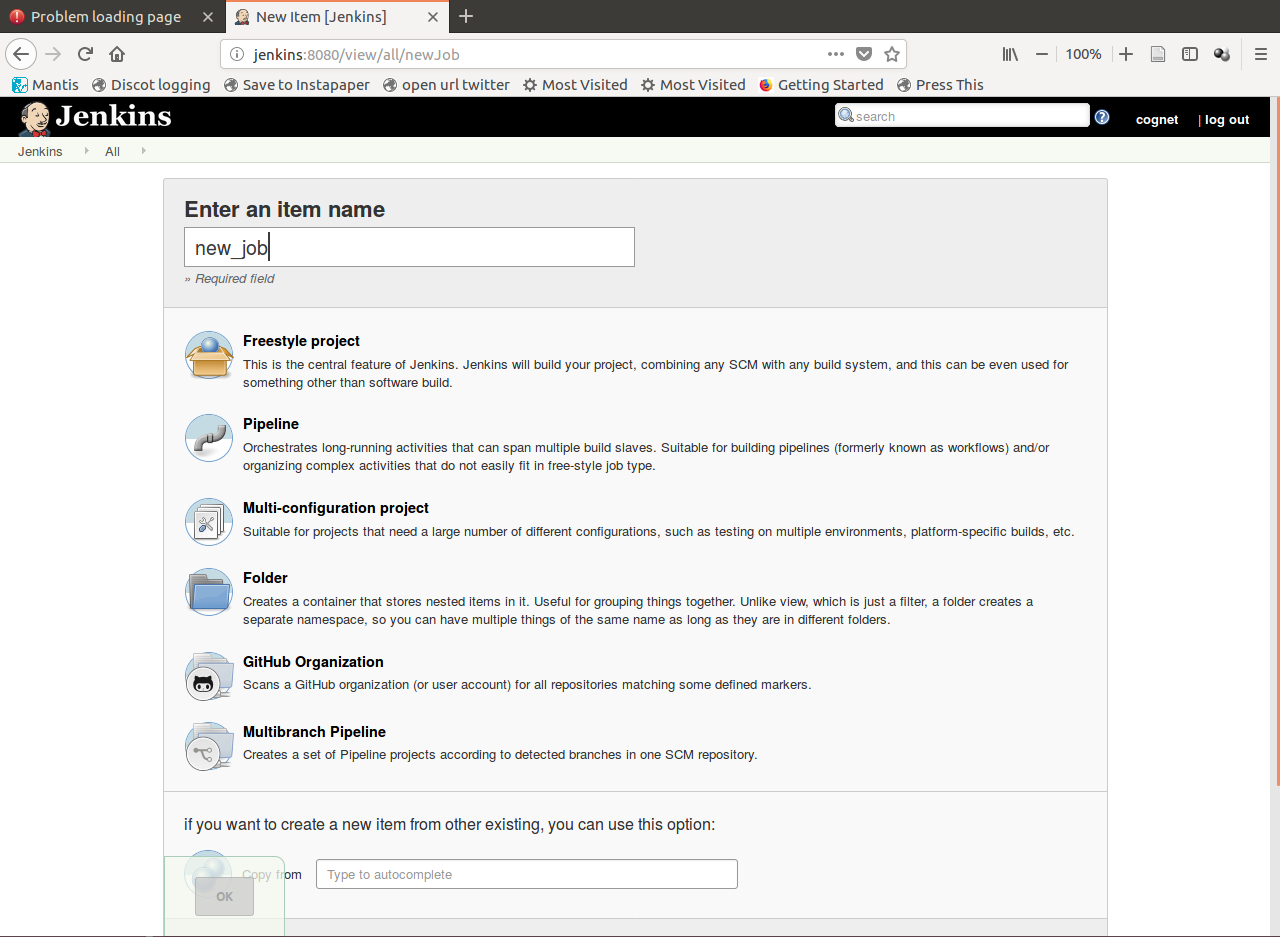 Problem loading page
New Item [Jenkins]
jenkins:8080/view/all/newJob
100%
Mantis
Discot logging
Save to Instapaper
open url twitter
Most Visited
Most Visited
Getting Started
Press This
Jenkins
search
cognet
| log out
Jenkins
All
Enter an item name
new_job
» Required field
Freestyle project
This is the central feature of Jenkins. Jenkins will build your project, combining any SCM with any build system, and this can be even used for
something other than software build.
Pipeline
Orchestrates long-running activities that can span multiple build slaves. Suitable for building pipelines (formerly known as workflows) and/or
organizing complex activities that do not easily fit in free-style job type.
Multi-configuration project
Suitable for projects that need a large number of different configurations, such as testing on multiple environments, platform-specific builds, etc.
Folder
Creates a container that stores nested items in it. Useful for grouping things together. Unlike view, which is just a filter, a folder creates a
separate namespace, so you can have multiple things of the same name as long as they are in different folders.
GitHub Organization
Scans a GitHub organization (or user account) for all repositories matching some defined markers.
Multibranch Pipeline
Creates a set of Pipeline projects according to detected branches in one SCM repository.
if you want to create a new item from other existing, you can use this option:
Copy from
Type to autocomplete
OK